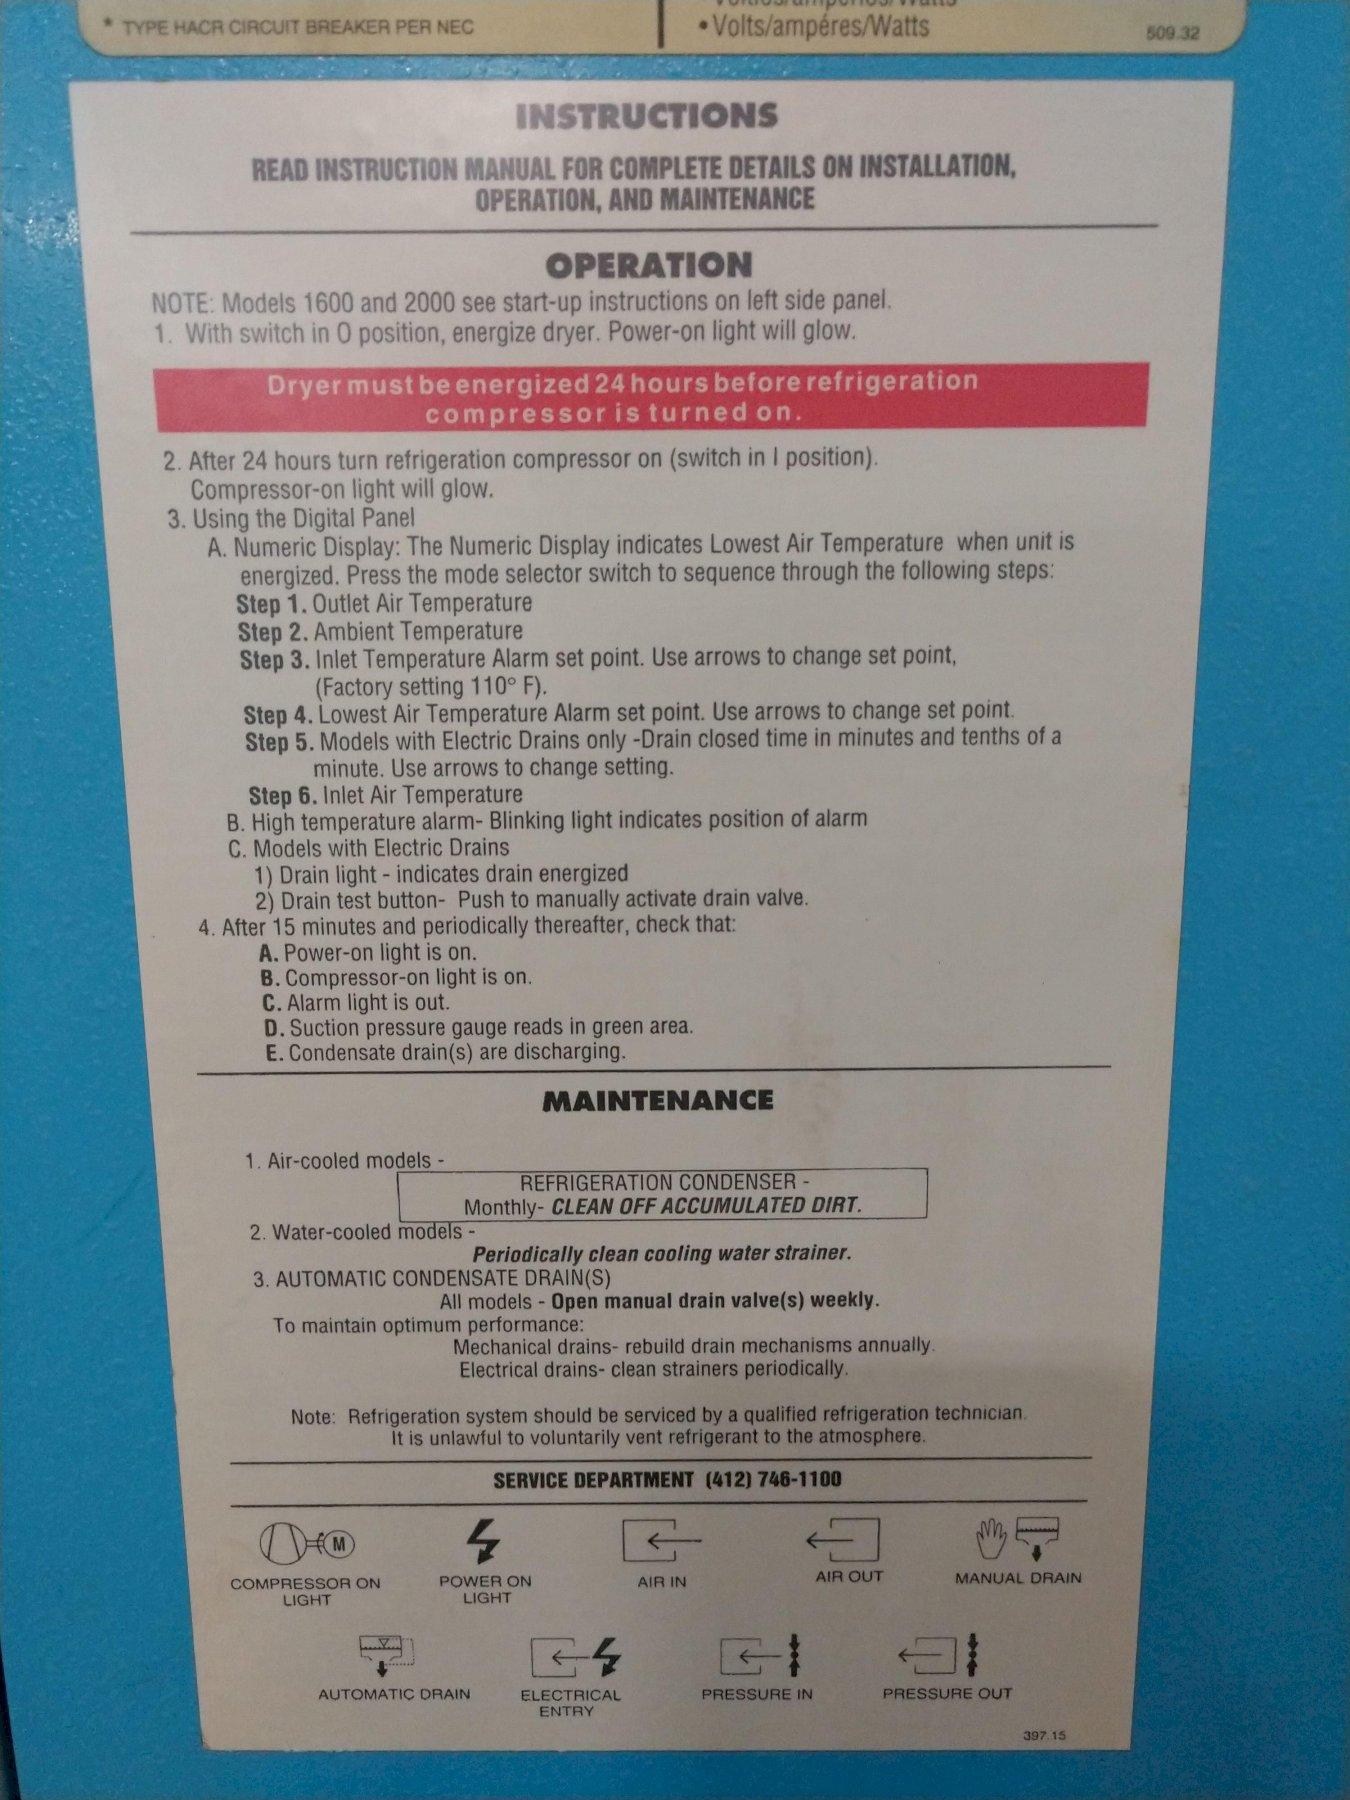 * TYPE HACR CIRCUIT BREAKER PER NEC
• Volts/ampéres/Watts
509.32
INSTRUCTIONS
READ INSTRUCTION MANUAL FOR COMPLETE DETAILS ON INSTALLATION,
OPERATION, AND MAINTENANCE
OPERATION
NOTE: Models 1600 and 2000 see start-up instructions on left side panel.
1. With switch in O position, energize dryer. Power-on light will glow.
Dryer must be energized 24 hours before refrigeration
compressor is turned on.
2. After 24 hours turn refrigeration compressor on (switch in I position).
Compressor-on light will glow.
3. Using the Digital Panel
A. Numeric Display: The Numeric Display indicates Lowest Air Temperature when unit is
energized. Press the mode selector switch to sequence through the following steps:
Step 1. Outlet Air Temperature
Step 2. Ambient Temperature
Step 3. Inlet Temperature Alarm set point. Use arrows to change set point,
(Factory setting 110° F).
Step 4. Lowest Air Temperature Alarm set point. Use arrows to change set point.
Step 5. Models with Electric Drains only -Drain closed time in minutes and tenths of a
minute. Use arrows to change setting.
Step 6. Inlet Air Temperature
B. High temperature alarm- Blinking light indicates position of alarm
C. Models with Electric Drains
1) Drain light - indicates drain energized
2) Drain test button- Push to manually activate drain valve.
4. After 15 minutes and periodically thereafter, check that:
A. Power-on light is on.
B. Compressor-on light is on.
C. Alarm light is out.
D. Suction pressure gauge reads in green area.
E. Condensate drain(s) are discharging.
MAINTENANCE
1. Air-cooled models -
REFRIGERATION CONDENSER -
Monthly- CLEAN OFF ACCUMULATED DIRT.
2. Water-cooled models -
Periodically clean cooling water strainer.
3. AUTOMATIC CONDENSATE DRAIN(S)
All models - Open manual drain valve(s) weekly.
To maintain optimum performance:
Mechanical drains- rebuild drain mechanisms annually.
Electrical drains- clean strainers periodically.
Note: Refrigeration system should be serviced by a qualified refrigeration technician.
It is unlawful to voluntarily vent refrigerant to the atmosphere.
SERVICE DEPARTMENT (412) 746-1100
M
COMPRESSOR ON
LIGHT
POWER ON
LIGHT
AIR IN
AIR OUT
MANUAL DRAIN
AUTOMATIC DRAIN
ELECTRICAL
ENTRY
PRESSURE IN
PRESSURE OUT
397.15